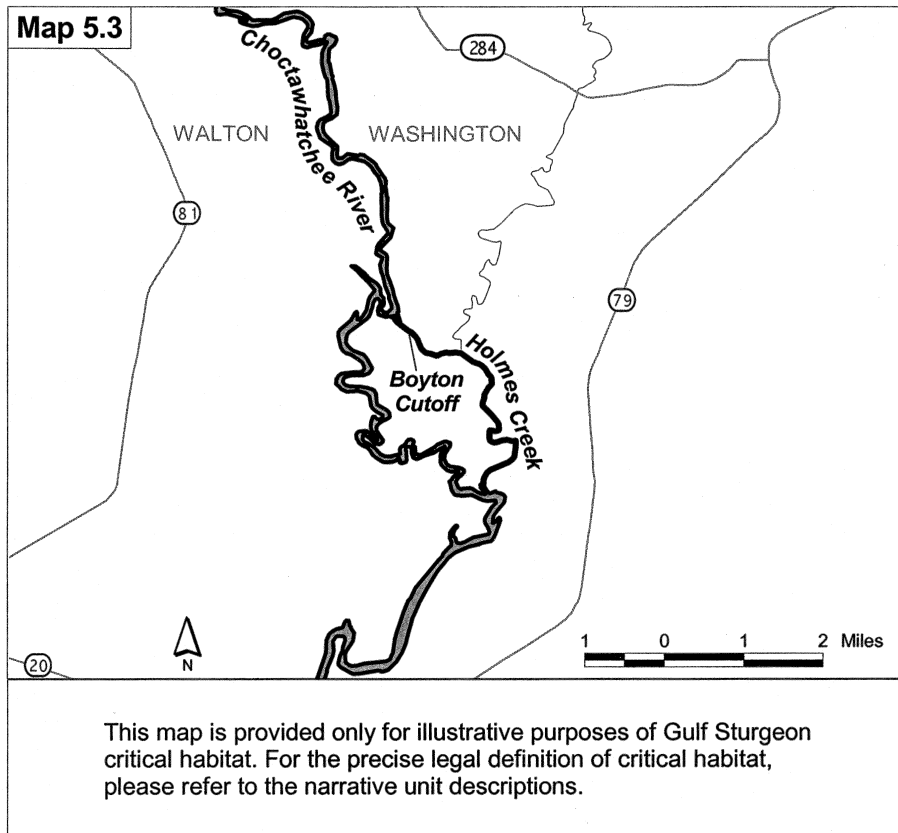 Map 5.3
Choctawhatchee River
284
WALTON
WASHINGTON
81
79
Holmes Creek
Boyton
Cutoff
N
1 0 1 2 Miles
20
This map is provided only for illustrative purposes of Gulf Sturgeon
critical habitat. For the precise legal definition of critical habitat,
please refer to the narrative unit descriptions.